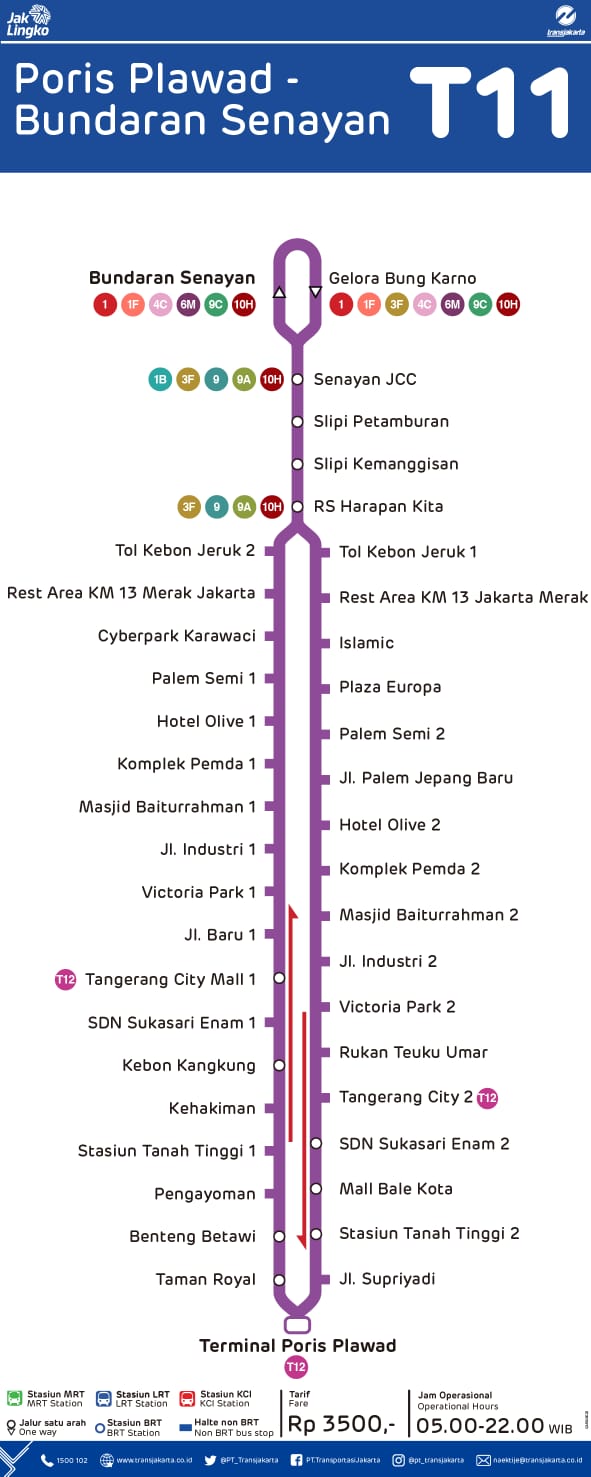 Jak
Lingko
transjakarta
Poris Plawad -
Bundaran Senayan
T11
Bundaran Senayan
1 1F 4C 6M 9C 10H
Gelora Bung Karno
1 1F 3F 4C 6M 9C 10H
1B 3F 9 9A 10H Senayan JCC
Slipi Petamburan
Slipi Kemanggisan
3F 9 9A 10H RS Harapan Kita
Tol Kebon Jeruk 2
Rest Area KM 13 Merak Jakarta
Cyberpark Karawaci
Palem Semi 1
Hotel Olive 1
Komplek Pemda 1
Masjid Baiturrahman 1
Jl. Industri 1
Victoria Park 1
Jl. Baru 1
T12 Tangerang City Mall 1
SDN Sukasari Enam 1
Kebon Kangkung
Kehakiman
Stasiun Tanah Tinggi 1
Pengayoman
Benteng Betawi
Taman Royal
Tol Kebon Jeruk 1
Rest Area KM 13 Jakarta Merak
Islamic
Plaza Europa
Palem Semi 2
Jl. Palem Jepang Baru
Hotel Olive 2
Komplek Pemda 2
Masjid Baiturrahman 2
Jl. Industri 2
Victoria Park 2
Rukan Teuku Umar
Tangerang City 2 T12
SDN Sukasari Enam 2
Mall Bale Kota
Stasiun Tanah Tinggi 2
Jl. Supriyadi
Terminal Poris Plawad
T12
Stasiun MRT
MRT Station
Stasiun LRT
LRT Station
Stasiun KCI
KCI Station
Jalur satu arah
One way
Stasiun BRT
BRT Station
Halte non BRT
Non BRT bus stop
Tarif
Fare
Rp 3500,-
Jam Operasional
Operational Hours
05.00-22.00 WIB
1500 102
www.transjakarta.co.id
@PT_Transjakarta
PT.TransportasiJakarta
@pt_transjakarta
naektije@transjakarta.co.id